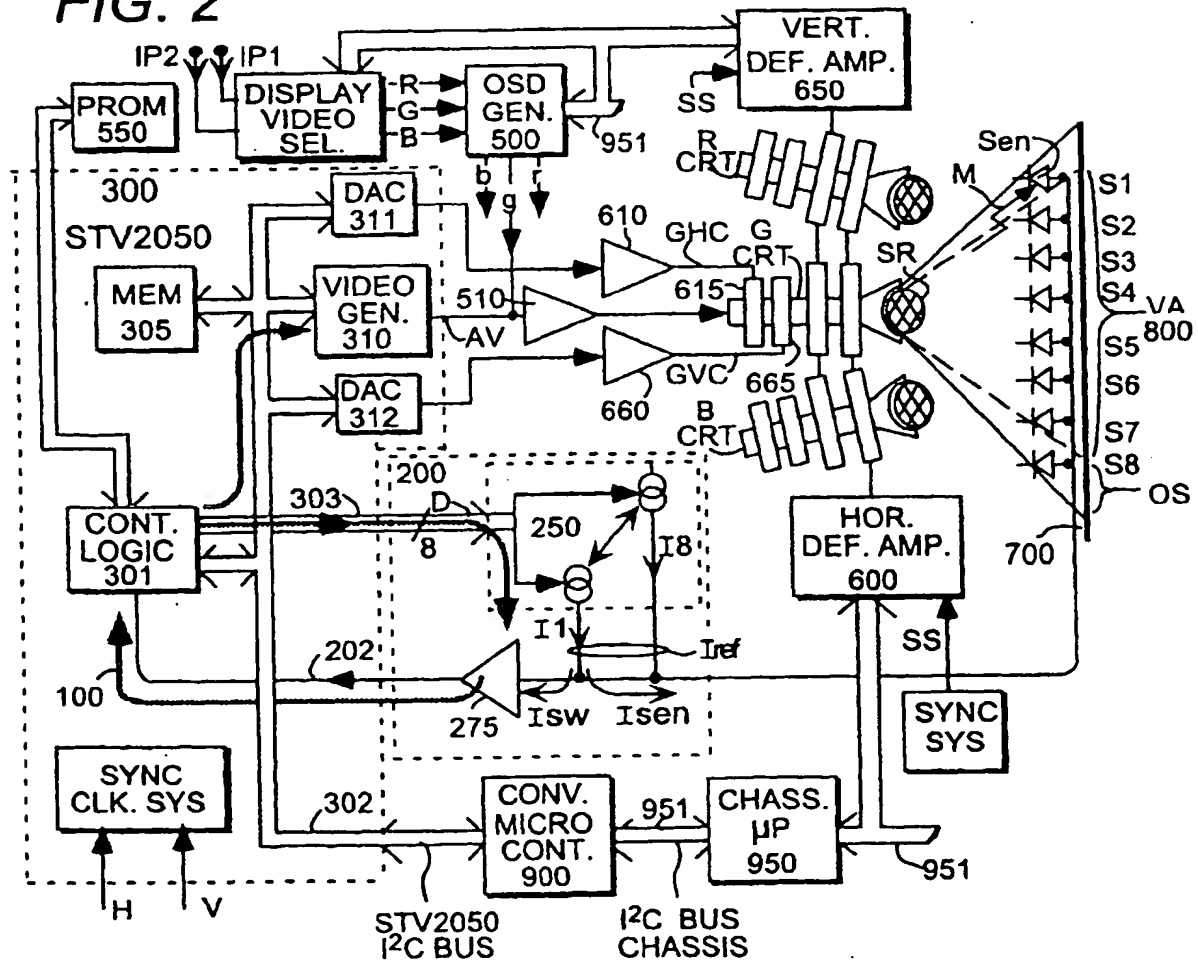 FIG. 2
IP2 IP1
PROM
550
DISPLAY
VIDEO
SEL.
R
G
B
OSD
GEN.
500
951
VERT.
DEF. AMP.
650
SS
b
g
r
R
CRT
Sen
M
S1
S2
S3
S4
S5
S6
S7
S8
VA
800
OS
700
300
STV2050
DAC
311
MEM
305
VIDEO
GEN.
310
DAC
312
AV
510
610
GHC
G
CRT
615
SR
660
GVC
665
B
CRT
200
303
D
8
250
I8
I1
Iref
CONT.
LOGIC
301
HOR.
DEF. AMP.
600
SS
SYNC
SYS
100
202
275
Isw
Isen
SYNC
CLK. SYS
H
V
302
CONV.
MICRO
CONT.
900
951
CHASS.
µP
950
951
STV2050
I²C BUS
I²C BUS
CHASSIS